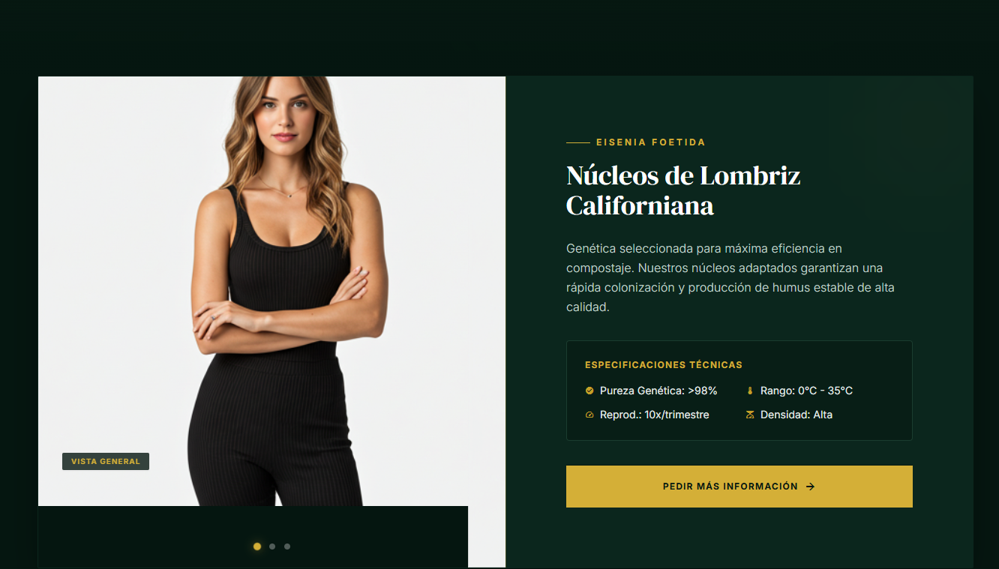 EISENIA FOETIDA
Núcleos de Lombriz
Californiana
Genética seleccionada para máxima eficiencia en
compostaje. Nuestros núcleos adaptados garantizan una
rápida colonización y producción de humus estable de alta
calidad.
ESPECIFICACIONES TÉCNICAS
Pureza Genética: >98%
Rango: 0°C - 35°C
Reprod.: 10x/trimestre
Densidad: Alta
PEDIR MÁS INFORMACIÓN
VISTA GENERAL